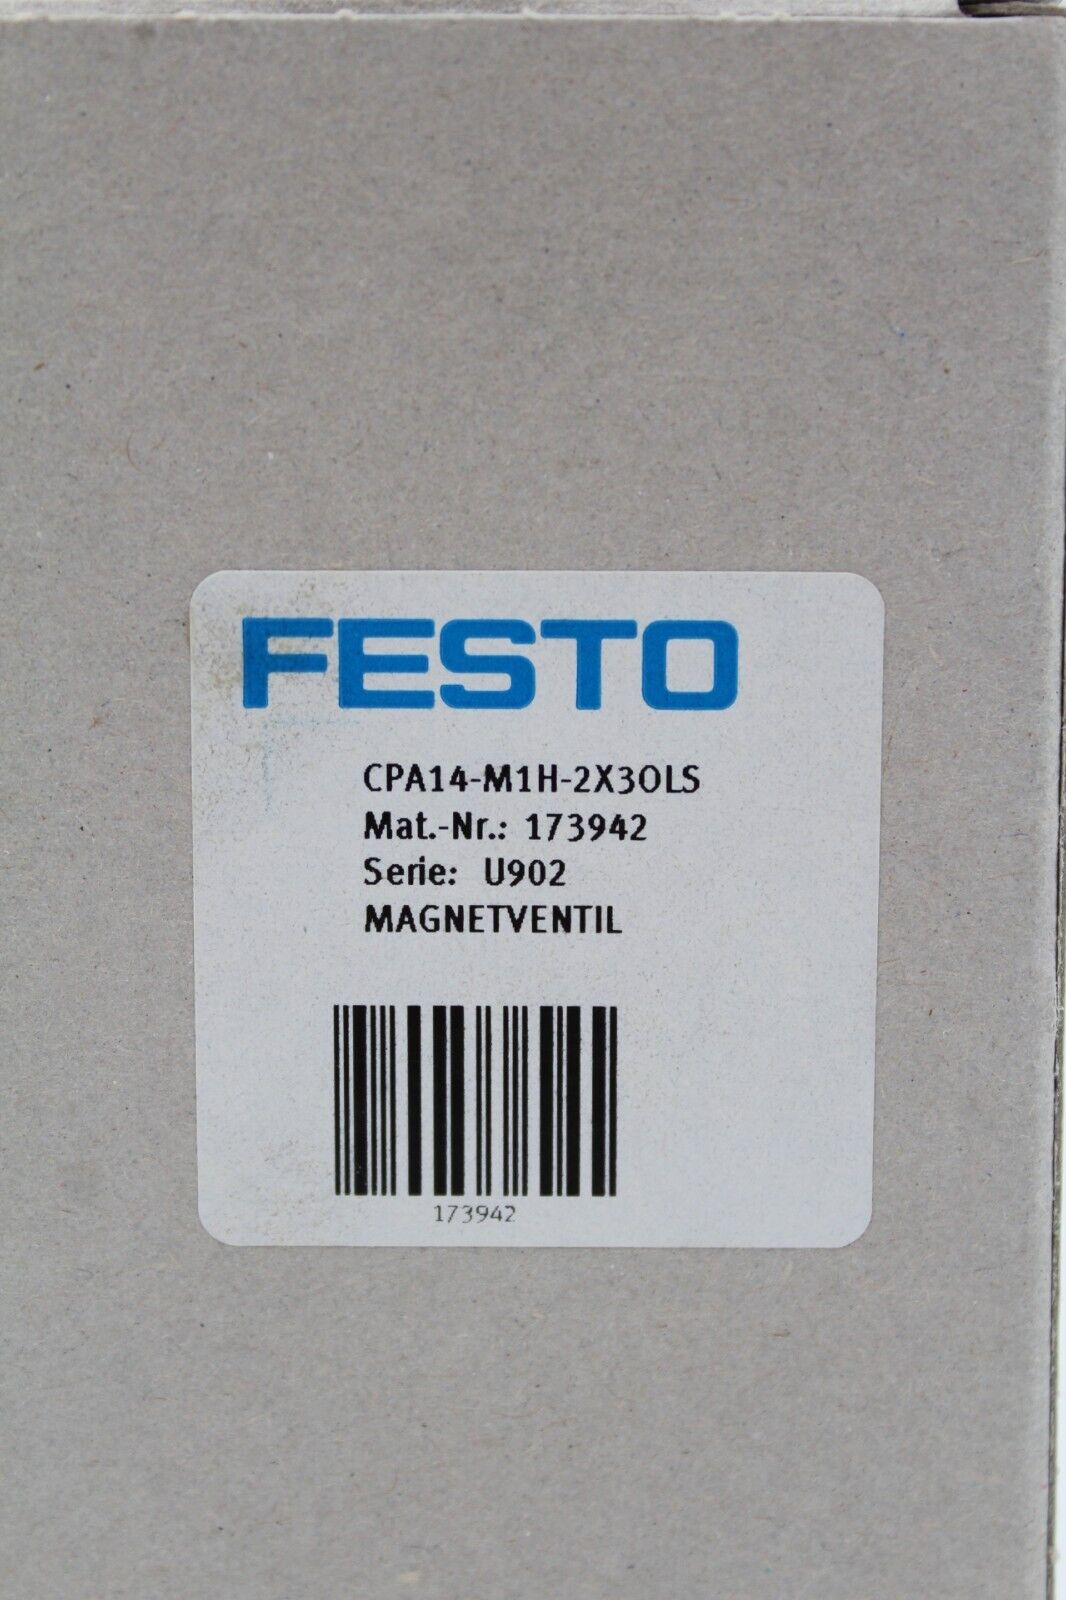 FESTO
CPA14-M1H-2X3OLS
Mat.-Nr.: 173942
Serie: U902
MAGNETVENTIL
173942